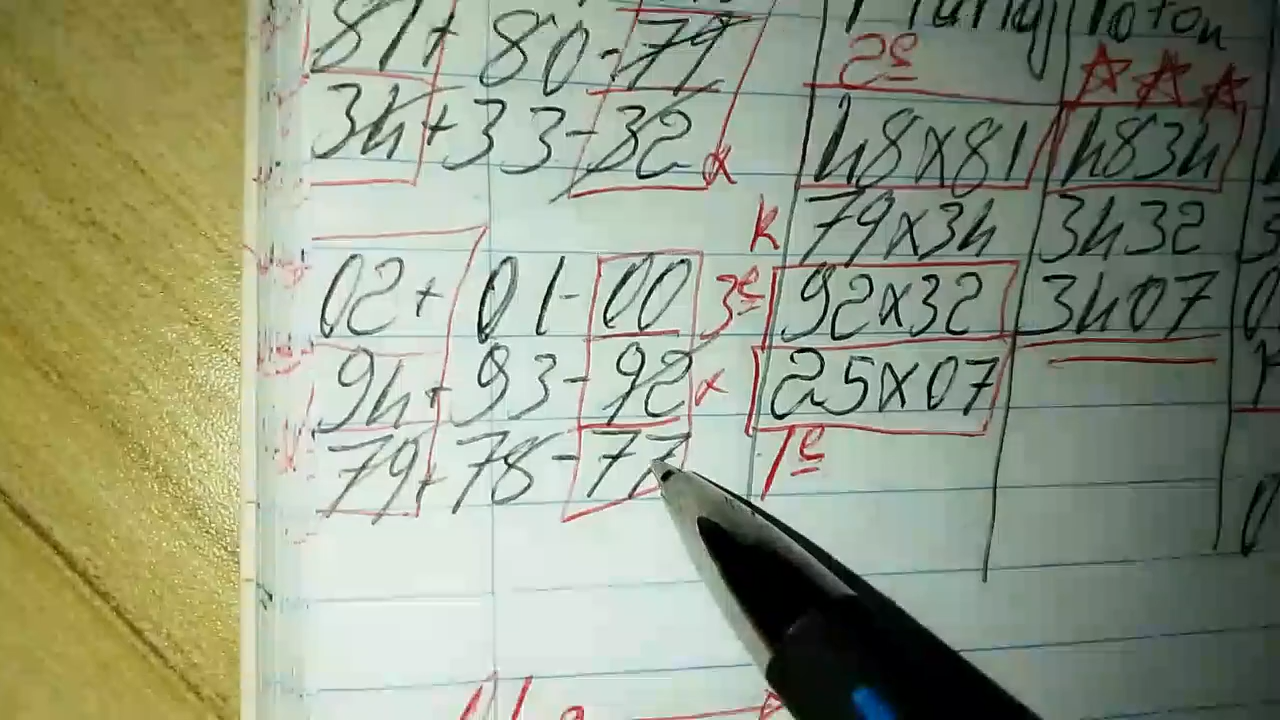 81+ 80-79
2e
34+33-32 x
48x81 4834
K 79x34 3432
02+ 01-00 3e 92x32 3407
94+93-92 x 25x07
79+78-77 1e